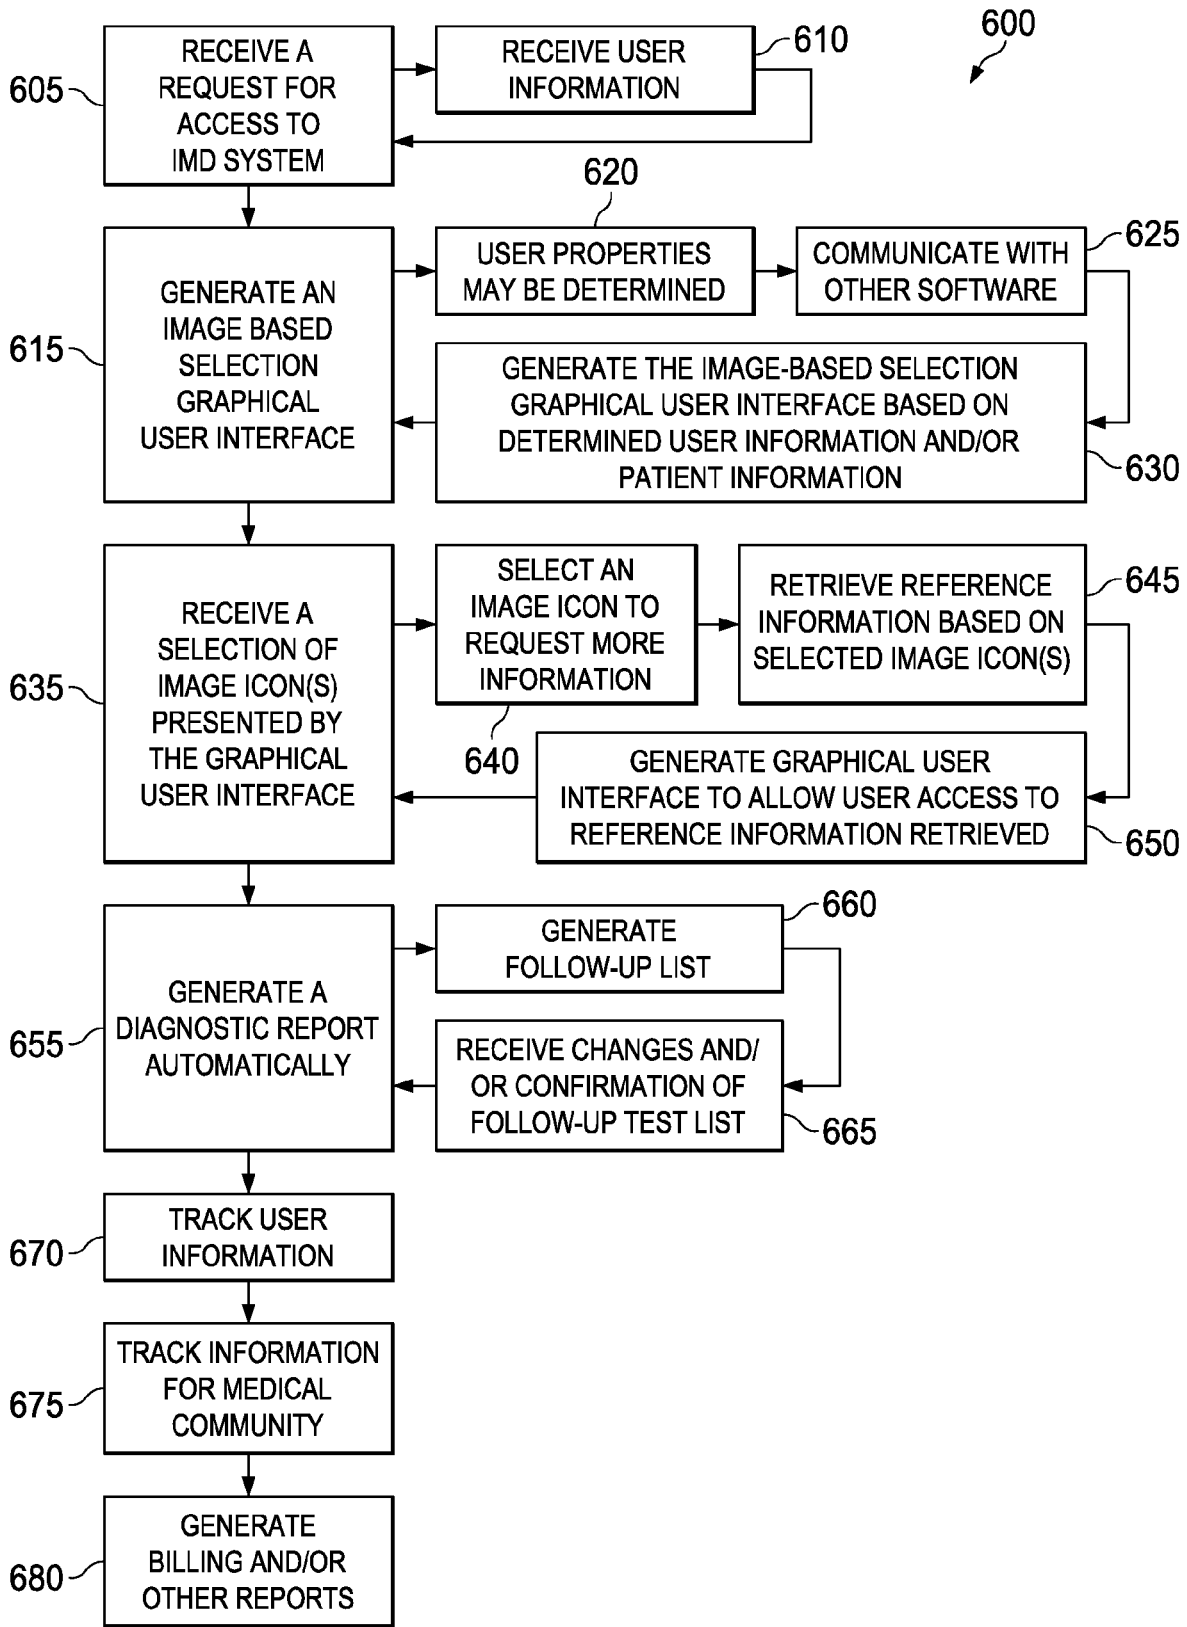 600
605
RECEIVE A
REQUEST FOR
ACCESS TO
IMD SYSTEM
610
RECEIVE USER
INFORMATION
615
GENERATE AN
IMAGE BASED
SELECTION
GRAPHICAL
USER INTERFACE
620
USER PROPERTIES
MAY BE DETERMINED
625
COMMUNICATE WITH
OTHER SOFTWARE
GENERATE THE IMAGE-BASED SELECTION
GRAPHICAL USER INTERFACE BASED ON
DETERMINED USER INFORMATION AND/OR
PATIENT INFORMATION
630
635
RECEIVE A
SELECTION OF
IMAGE ICON(S)
PRESENTED BY
THE GRAPHICAL
USER INTERFACE
SELECT AN
IMAGE ICON TO
REQUEST MORE
INFORMATION
640
645
RETRIEVE REFERENCE
INFORMATION BASED ON
SELECTED IMAGE ICON(S)
GENERATE GRAPHICAL USER
INTERFACE TO ALLOW USER ACCESS TO
REFERENCE INFORMATION RETRIEVED
650
655
GENERATE A
DIAGNOSTIC REPORT
AUTOMATICALLY
660
GENERATE
FOLLOW-UP LIST
RECEIVE CHANGES AND/
OR CONFIRMATION OF
FOLLOW-UP TEST LIST
665
670
TRACK USER
INFORMATION
675
TRACK INFORMATION
FOR MEDICAL
COMMUNITY
680
GENERATE
BILLING AND/OR
OTHER REPORTS